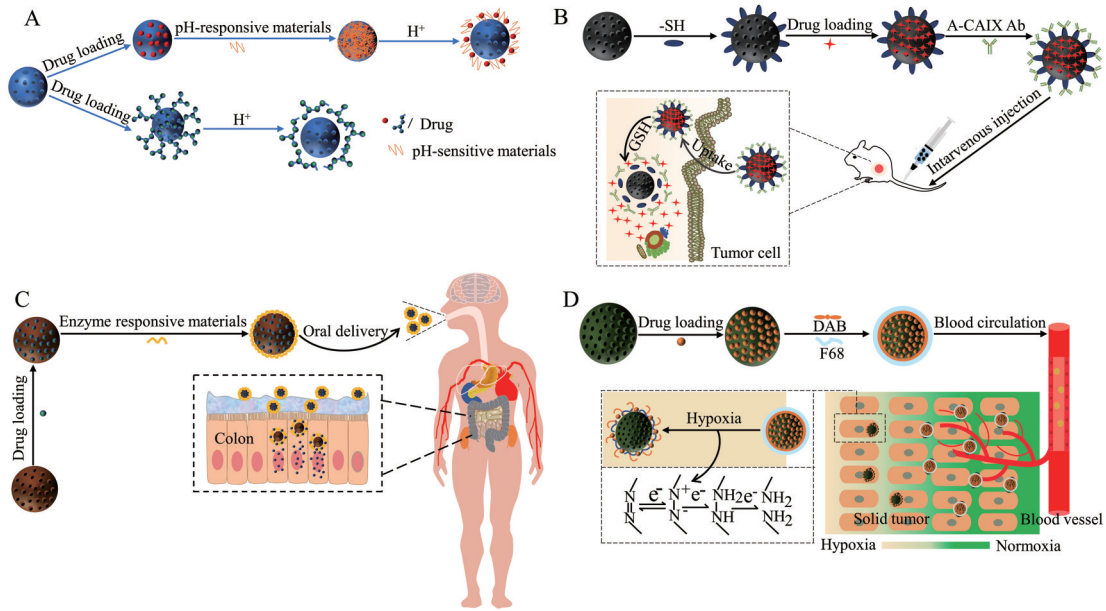 A
Drug loading
pH-responsive materials
H⁺
Drug loading
H⁺
/ Drug
pH-sensitive materials
B
-SH
Drug loading
A-CAIX Ab
Intarvenous injection
GSH
Uptake
Tumor cell
C
Enzyme responsive materials
Oral delivery
Drug loading
Colon
D
Drug loading
DAB
F68
Blood circulation
Hypoxia
N
N
e⁻
N⁺
N
e⁻
NH
NH
2e⁻
NH2
NH2
Solid tumor
Blood vessel
Hypoxia
Normoxia